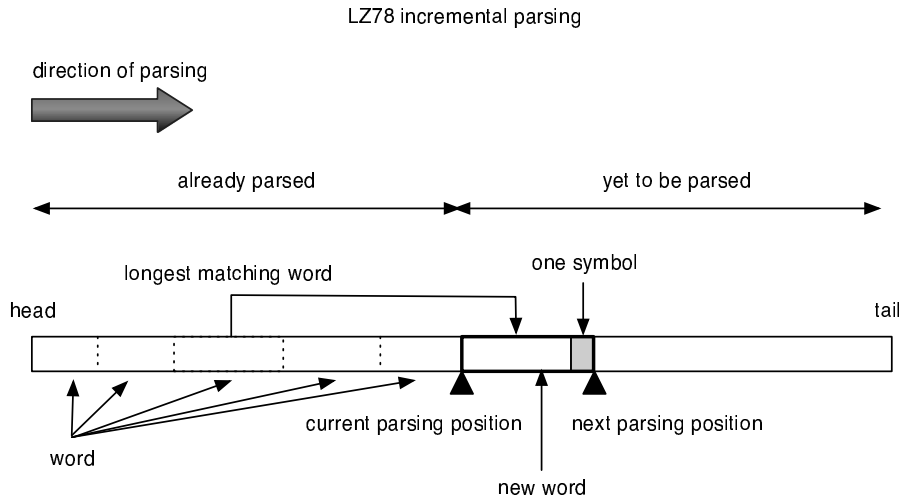 LZ78 incremental parsing
direction of parsing
already parsed
yet to be parsed
one symbol
longest matching word
head
tail
current parsing position
next parsing position
word
new word